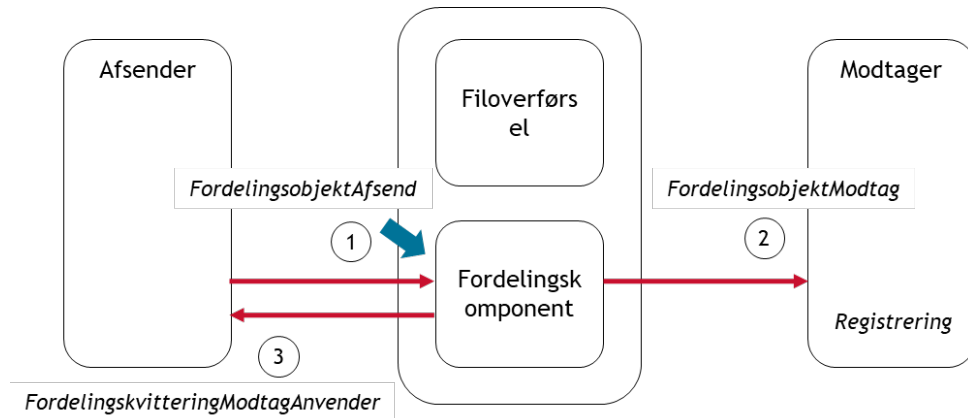 Afsender
Filoverførs
el
Modtager
FordelingsobjektAfsend
FordelingsobjektModtag
1
2
Fordelingsk
omponent
Registrering
3
FordelingskvitteringModtagAnvender